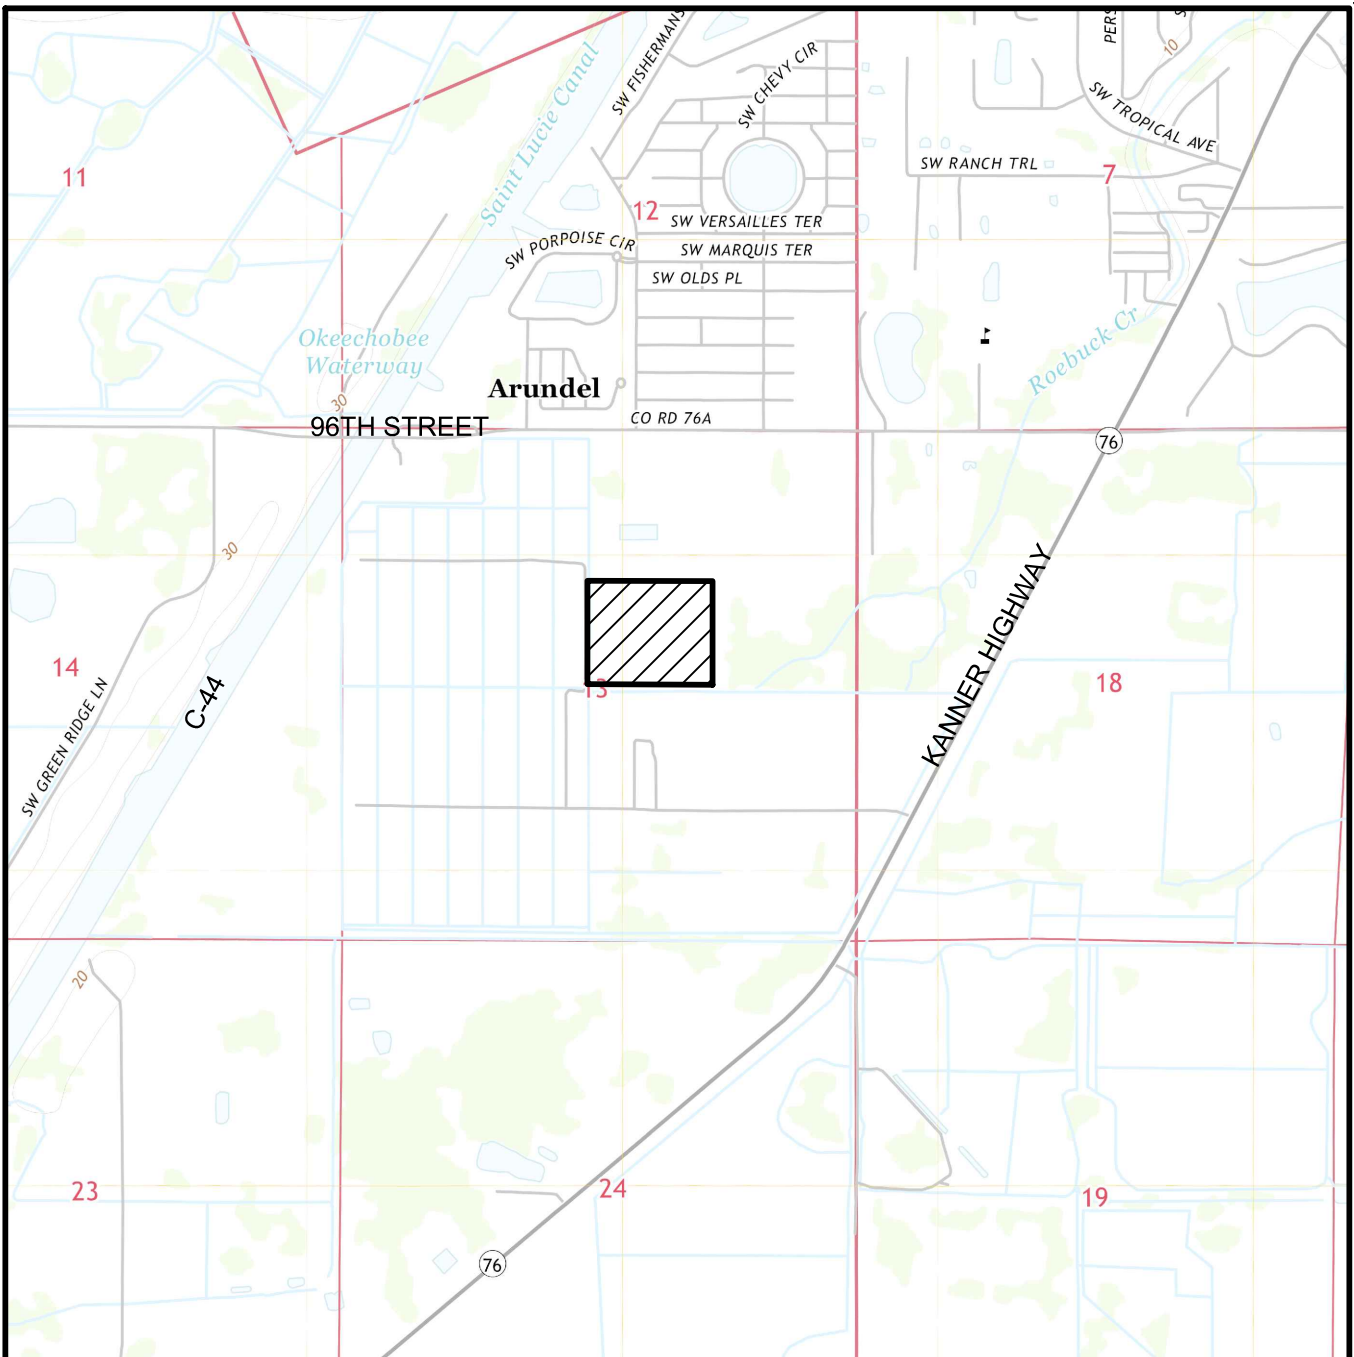 SW FISHERMANS
SW CHEVY CIR
PERS
10
SW TROPICAL AVE
Saint Lucie Canal
SW RANCH TRL
7
11
12
SW VERSAILLES TER
SW PORPOISE CIR
SW MARQUIS TER
SW OLDS PL
Okeechobee
Waterway
Roebuck Cr
Arundel
30
96TH STREET
CO RD 76A
76
30
KANNER HIGHWAY
14
C-44
SW GREEN RIDGE LN
13
18
20
23
24
19
76